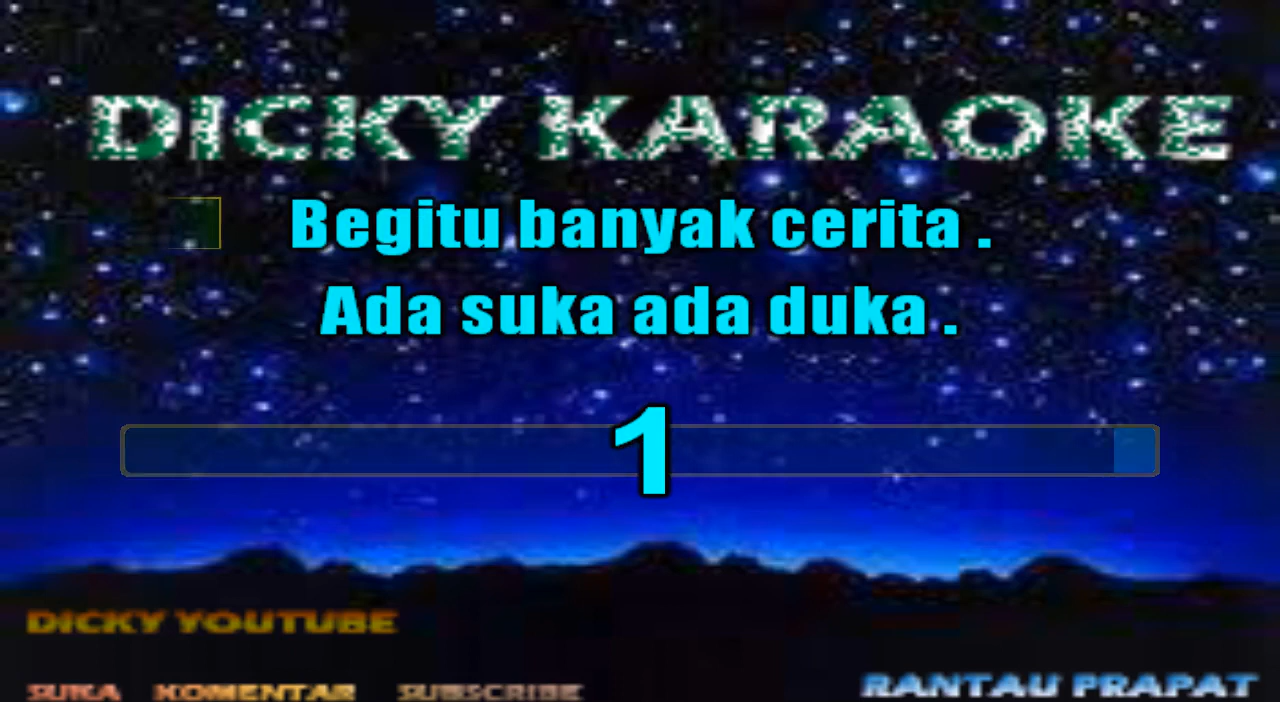 DICKY KARAOKE
Begitu banyak cerita .
Ada suka ada duka .
1
DICKY YOUTUBE
SUKA KOMENTAR SUBSCRIBE
RANTAU PRAPAT